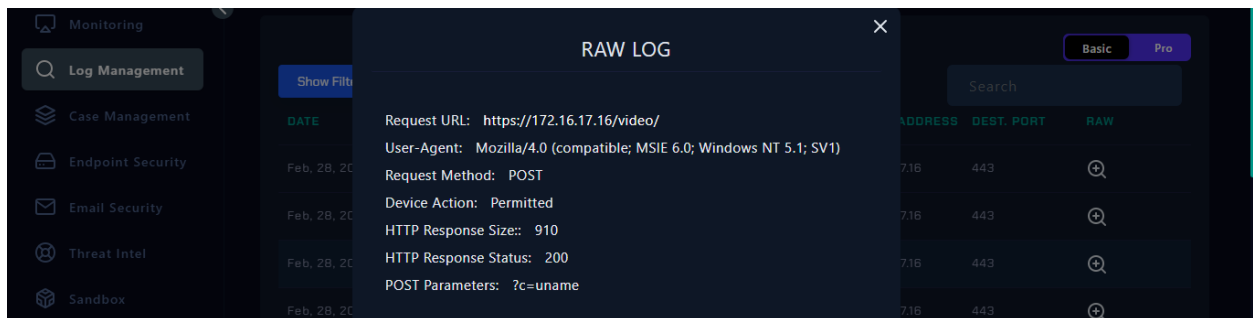 Monitoring
RAW LOG
Basic Pro
Log Management
Show Filt
Search
Case Management
DATE
ADDRESS DEST. PORT RAW
Request URL: https://172.16.17.16/video/
User-Agent: Mozilla/4.0 (compatible; MSIE 6.0; Windows NT 5.1; SV1)
Endpoint Security
Feb, 28, 20
7.16 443
Request Method: POST
Device Action: Permitted
Email Security
Feb, 28, 20
7.16 443
HTTP Response Size:: 910
Threat Intel
HTTP Response Status: 200
Feb, 28, 20
7.16 443
POST Parameters: ?c=uname
Sandbox
Feb, 28, 20
7.16 443